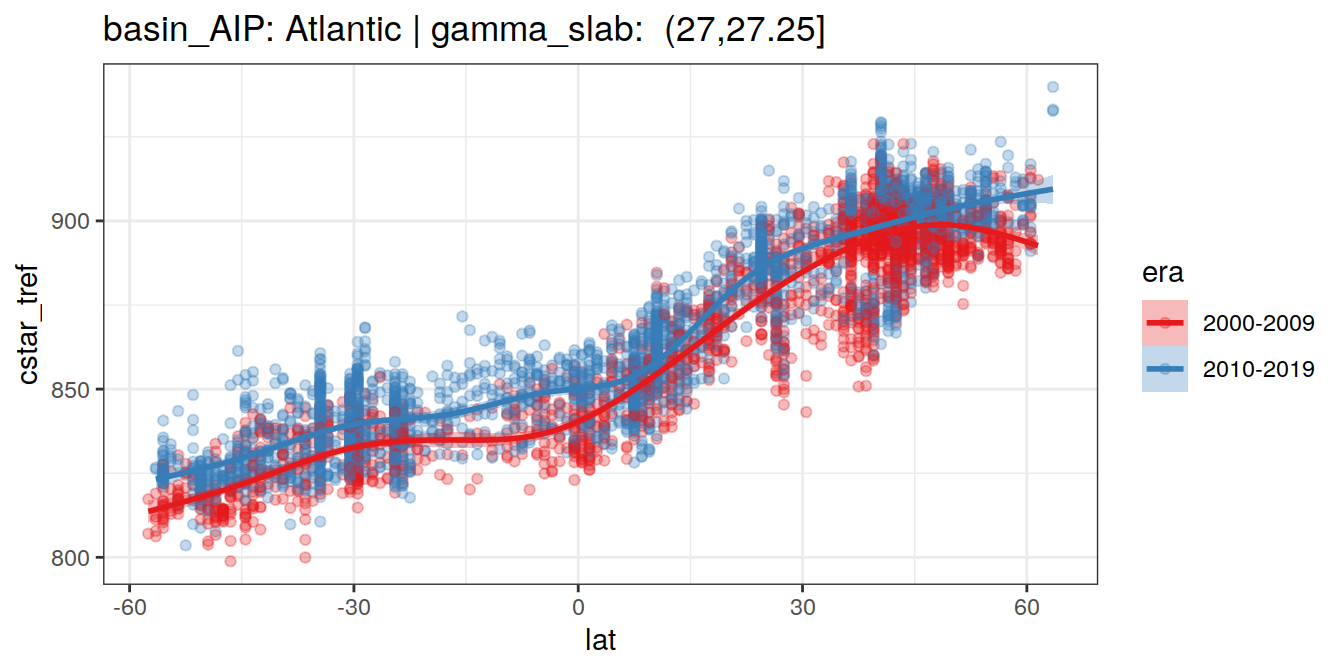 basin_AIP: Atlantic | gamma_slab:  (27,27.25]
cstar_tref
900
850
800
-60
-30
0
30
60
lat
era
2000-2009
2010-2019